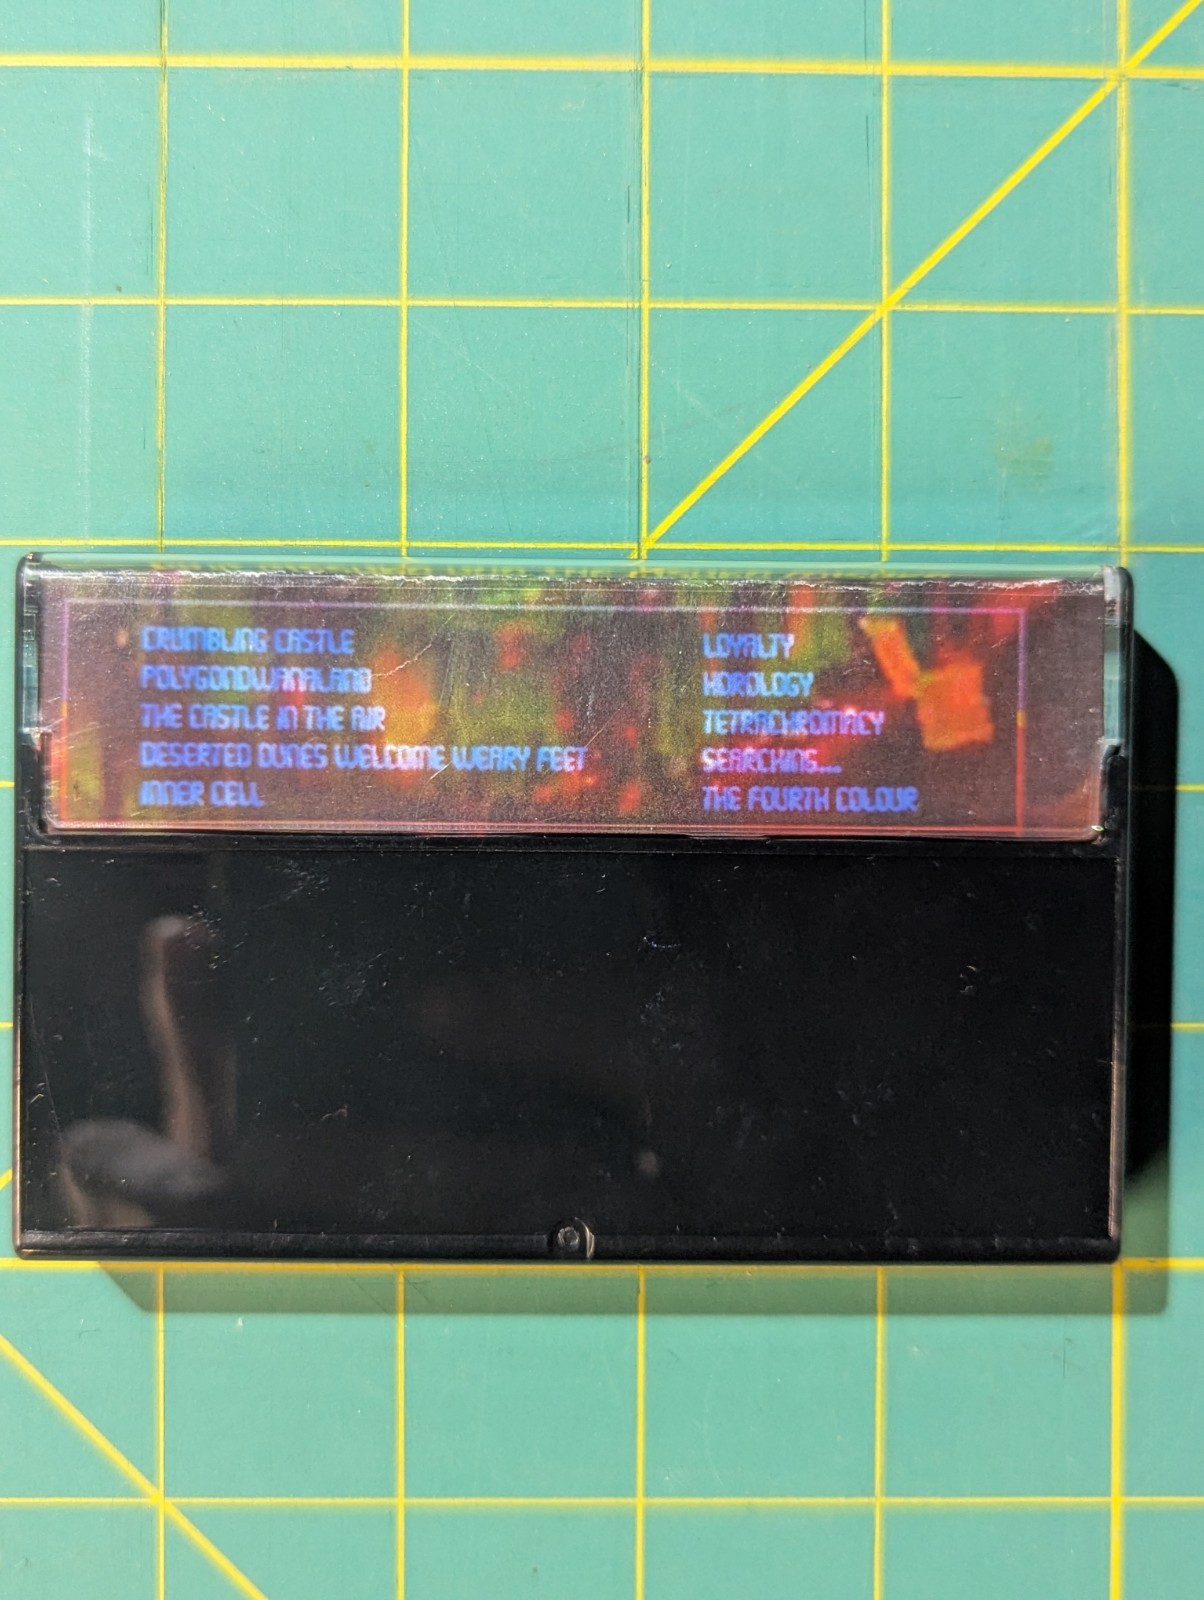 CRUMBLING CASTLE
POLYGONDWANALAND
THE CASTLE IN THE AIR
DESERTED DUNES WELCOME WEARY FEET
INNER CELL
LOYALTY
HOROLOGY
TETRACHROMACY
SEARCHING...
THE FOURTH COLOUR